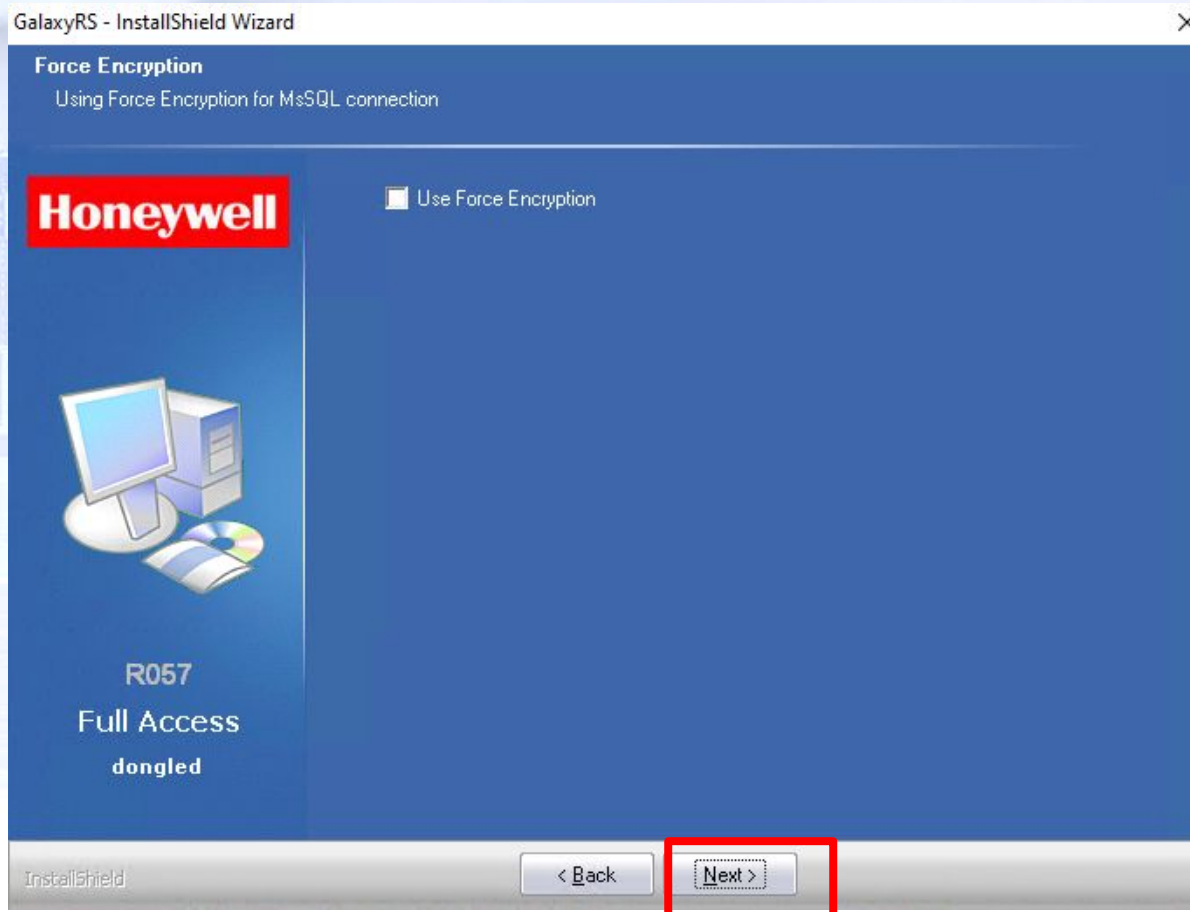 GalaxyRS - InstallShield Wizard
Force Encryption
Using Force Encryption for MsSQL connection
Honeywell
Use Force Encryption
R057
Full Access
dongled
InstallShield
< Back
Next >